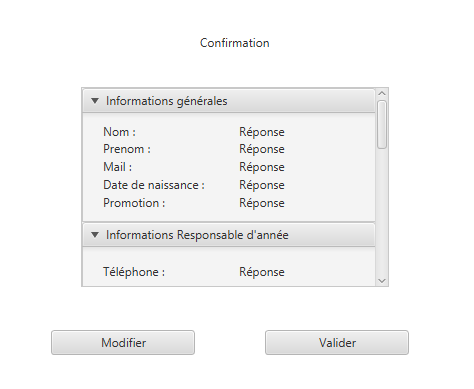 Confirmation
Informations générales
Nom : Réponse
Prenom : Réponse
Mail : Réponse
Date de naissance : Réponse
Promotion : Réponse
Informations Responsable d'année
Téléphone : Réponse
Modifier Valider